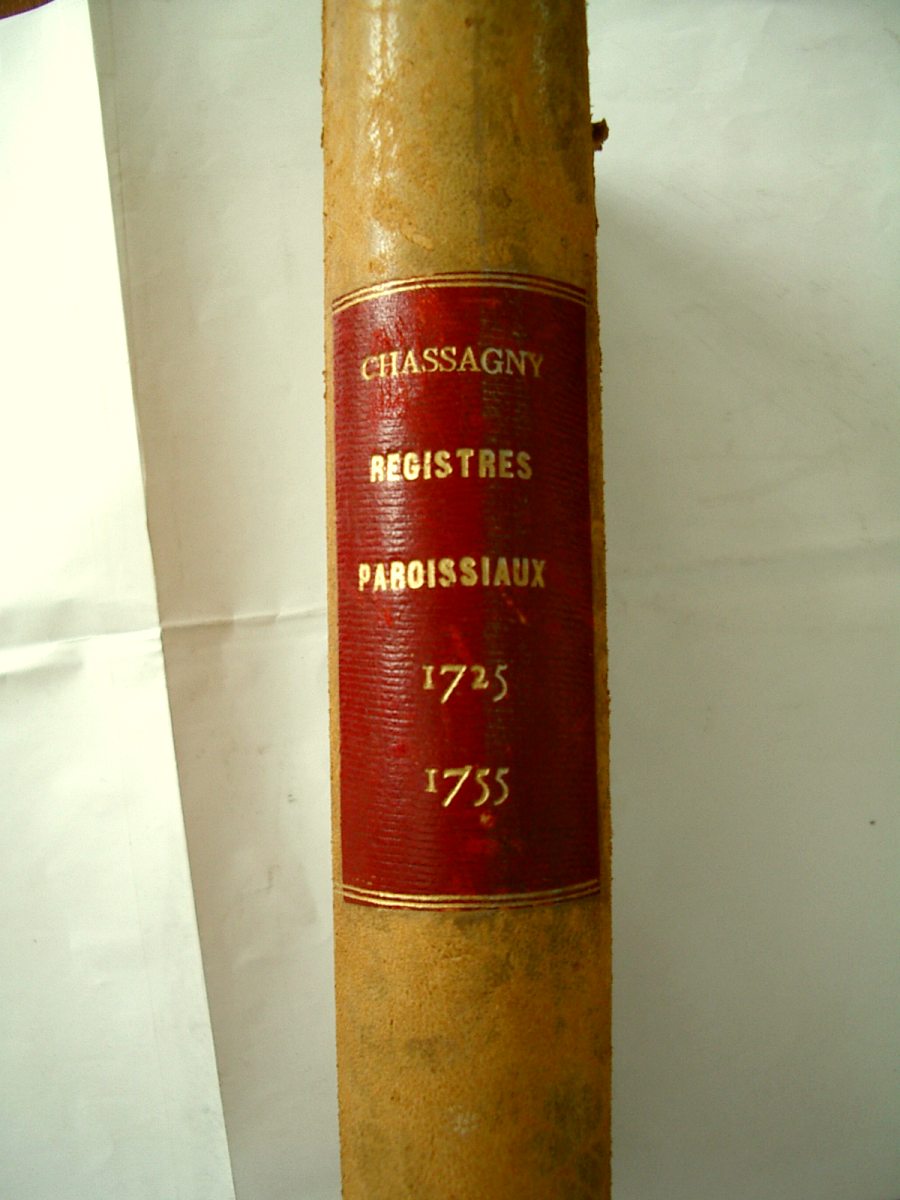 CHASSAGNY
REGISTRES
PAROISSIAUX
1725
1755